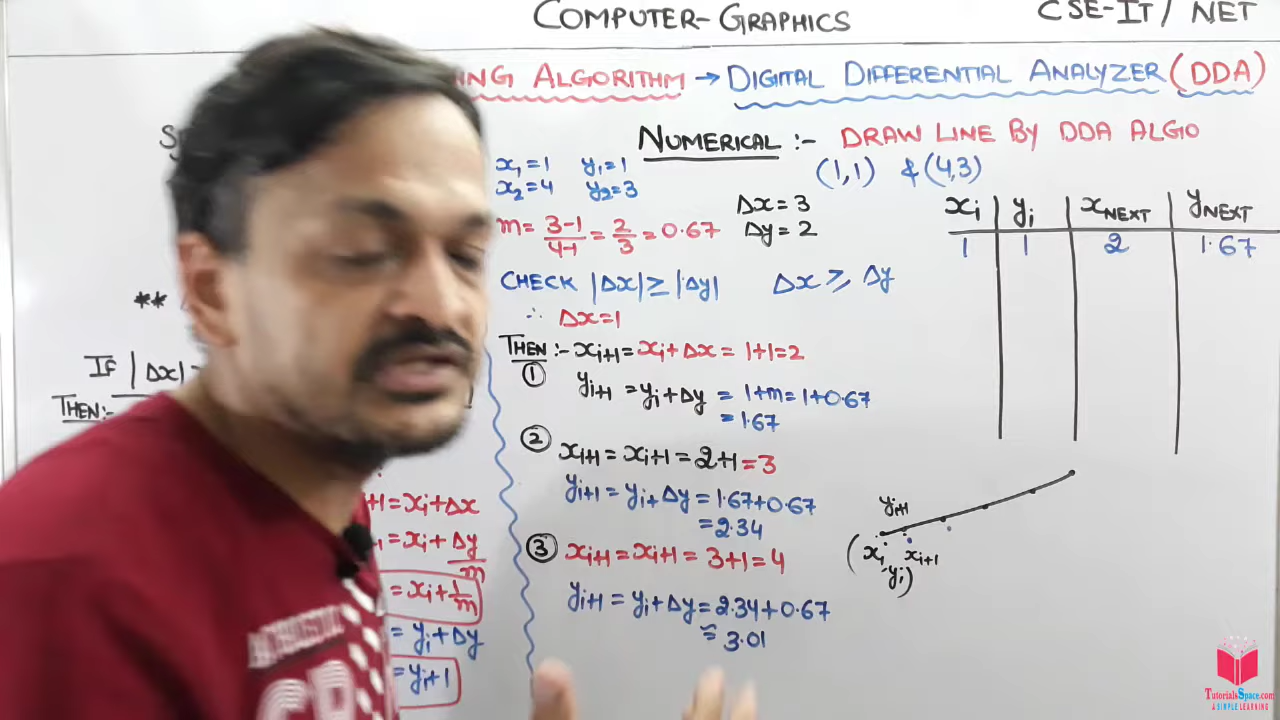 COMPUTER-GRAPHICS
CSE-IT / NET
ALGORITHM → DIGITAL DIFFERENTIAL ANALYZER (DDA)
NUMERICAL :- DRAW LINE BY DDA ALGO
(1,1) & (4,3)
x₁=1 y₁=1
x₂=4 y₂=3
Δx=3
Δy=2
m= 3-1/4-1 = 2/3 = 0.67
CHECK |Δx|≥|Δy| Δx ≥ Δy
∴ Δx=1
THEN :- xᵢ₊₁= xᵢ+Δx = 1+1=2
①
yᵢ₊₁ = yᵢ+Δy = 1+m = 1+0.67
= 1.67
② xᵢ₊₁= xᵢ+1 = 2+1 = 3
yᵢ₊₁ = yᵢ+Δy = 1.67+0.67
= 2.34
③ xᵢ₊₁= xᵢ+1 = 3+1 = 4
yᵢ₊₁ = yᵢ+Δy = 2.34+0.67
≈ 3.01
xᵢ yᵢ xNEXT yNEXT
1 1 2 1.67
yᵢ₊₁
(xᵢ, yᵢ) xᵢ₊₁
**
IF |Δx|
THEN:-
+1 = xᵢ+Δx
= xᵢ + Δy/m
= xᵢ + 1/m
= yᵢ+Δy
= yᵢ+1
TutorialsSpace.com
A SIMPLE LEARNING